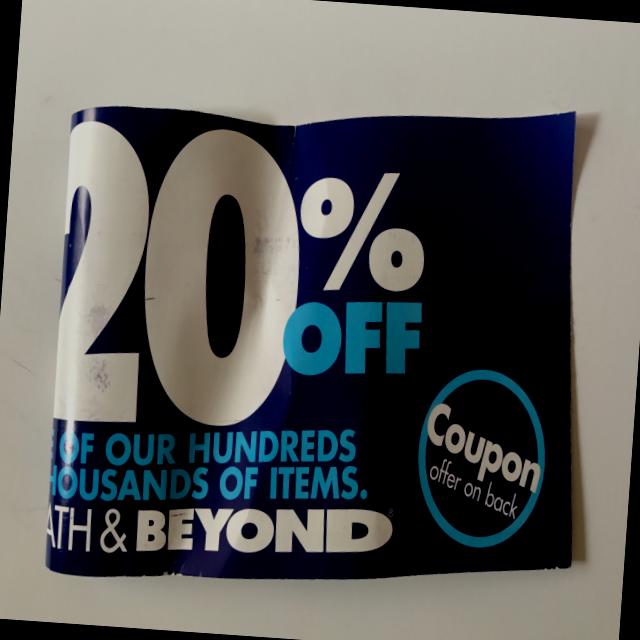 20%
OFF
OF OUR HUNDREDS
HOUSANDS OF ITEMS.
ATH & BEYOND®
Coupon
offer on back